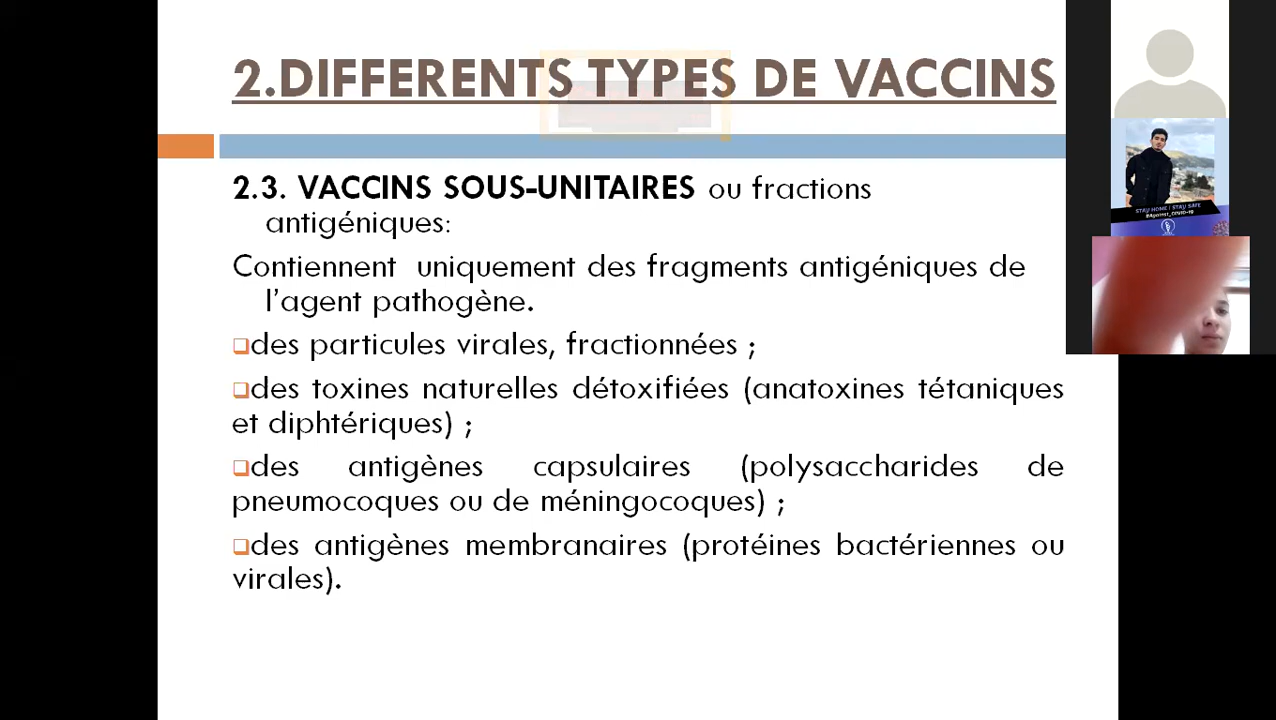 2.DIFFERENTS TYPES DE VACCINS
2.3. VACCINS SOUS-UNITAIRES ou fractions
antigéniques:
Contiennent uniquement des fragments antigéniques de
l'agent pathogène.
des particules virales, fractionnées ;
des toxines naturelles détoxifiées (anatoxines tétaniques
et diphtériques) ;
des antigènes capsulaires (polysaccharides de
pneumocoques ou de méningocoques) ;
des antigènes membranaires (protéines bactériennes ou
virales).
STAY HOME | STAY SAFE